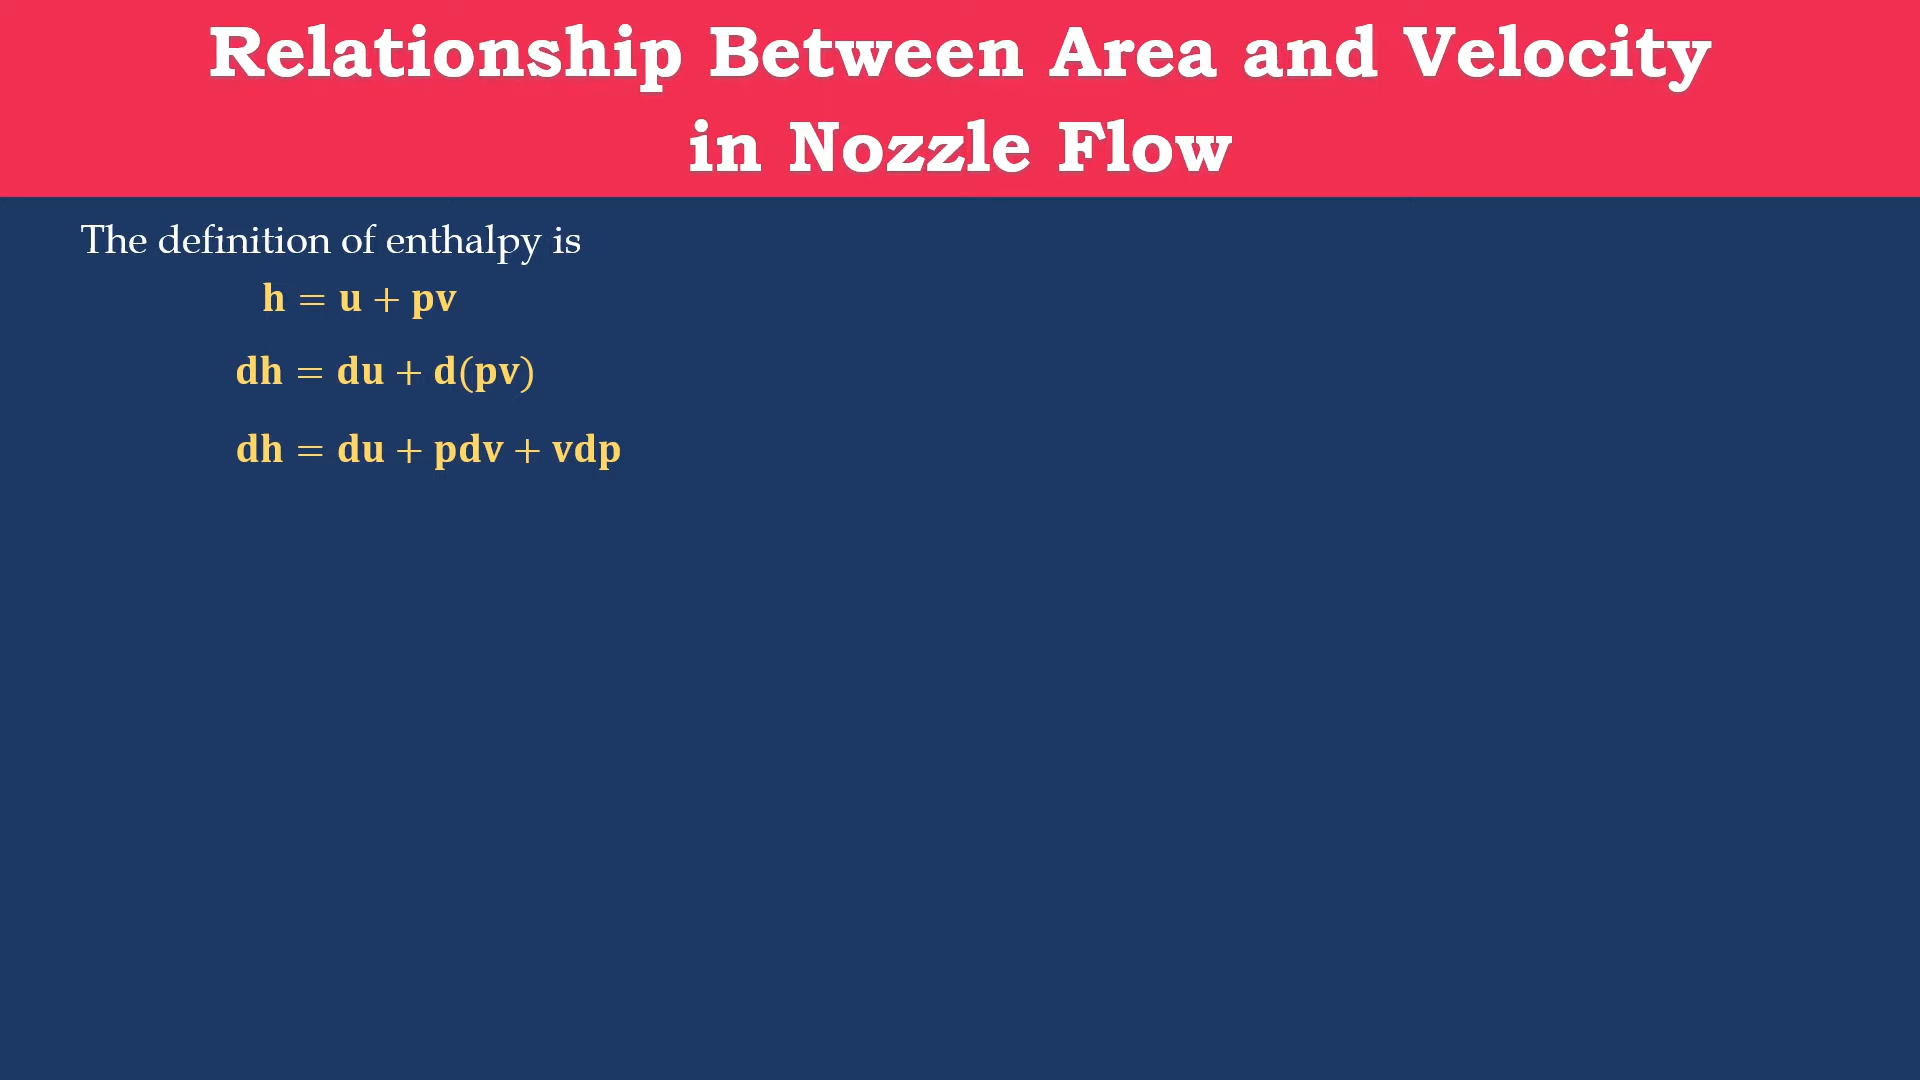 Relationship Between Area and Velocity
in Nozzle Flow
The definition of enthalpy is
h = u + pv
dh = du + d(pv)
dh = du + pdv + vdp